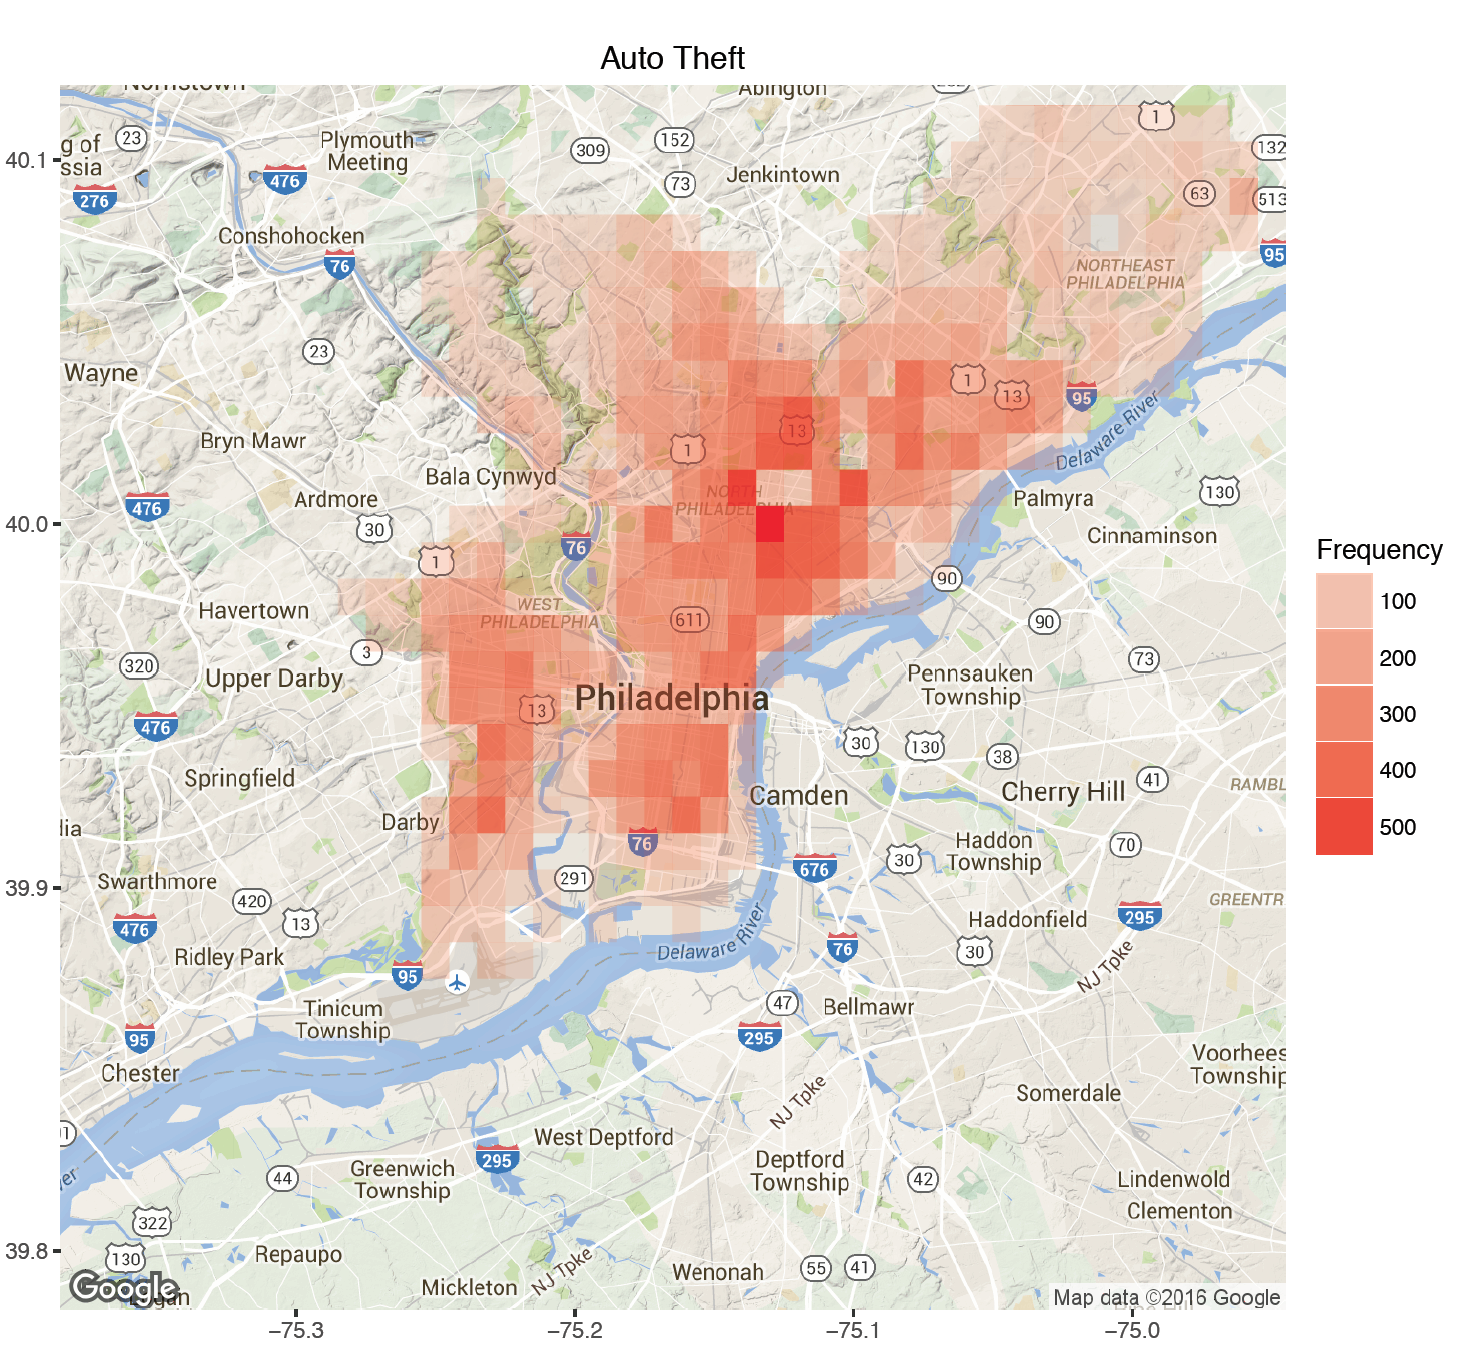 Auto Theft
Abington
1
23
Plymouth
Meeting
309
152
132
g of
ssia
40.1
476
73
Jenkintown
63
513
276
Conshohocken
76
95
NORTHEAST
PHILADELPHIA
23
Wayne
1
13
95
Bryn Mawr
13
1
Delaware River
Bala Cynwyd
476
Ardmore
NORTH
PHILADELPHIA
Palmyra
130
40.0
30
Cinnaminson
76
1
Frequency
90
100
Havertown
WEST
PHILADELPHIA
611
90
3
320
73
200
Upper Darby
Pennsauken
Township
Philadelphia
13
476
300
30
130
38
Springfield
41
400
Camden
Cherry Hill
RAMBL
Darby
dia
500
76
Haddon
Township
70
30
676
39.9
Swarthmore
291
420
13
476
GREENTR
Haddonfield
295
Delaware River
76
30
Ridley Park
95
NJ Tpke
Tinicum
Township
47
Bellmawr
95
295
Voorhees
Township
Chester
NJ Tpke
Somerdale
West Deptford
295
Greenwich
Township
44
Deptford
Township
42
Lindenwold
Clementon
322
39.8
130
Repaupo
NJ Tpke
Wenonah
55
41
Mickleton
Google
Map data ©2016 Google
−75.3
−75.2
−75.1
−75.0